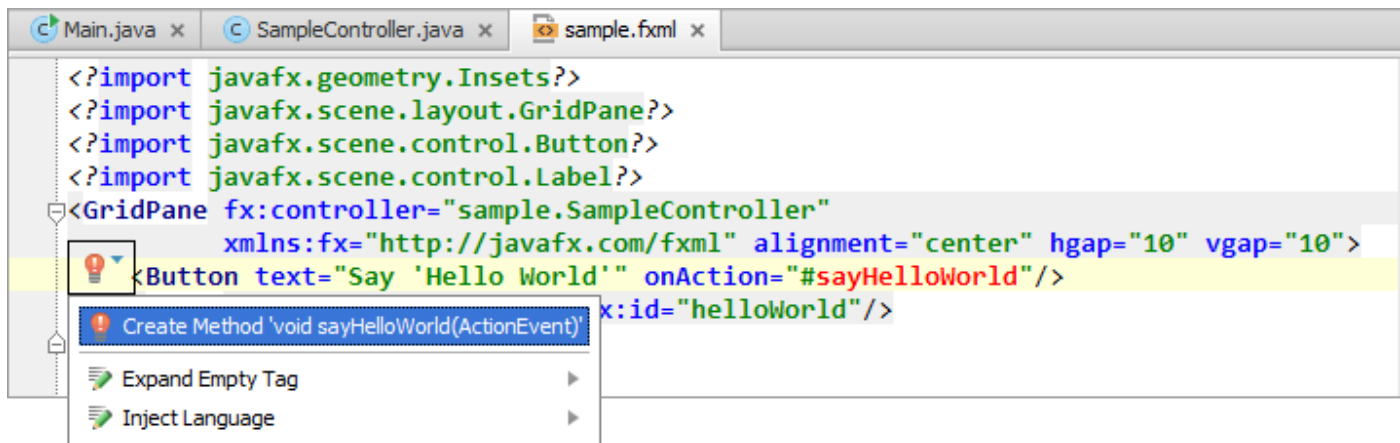 Main.java × SampleController.java × sample.fxml ×
<?import javafx.geometry.Insets?>
<?import javafx.scene.layout.GridPane?>
<?import javafx.scene.control.Button?>
<?import javafx.scene.control.Label?>
<GridPane fx:controller="sample.SampleController"
xmlns:fx="http://javafx.com/fxml" alignment="center" hgap="10" vgap="10">
<Button text="Say 'Hello World'" onAction="#sayHelloWorld"/>
x:id="helloWorld"/>
Create Method 'void sayHelloWorld(ActionEvent)'
Expand Empty Tag
Inject Language